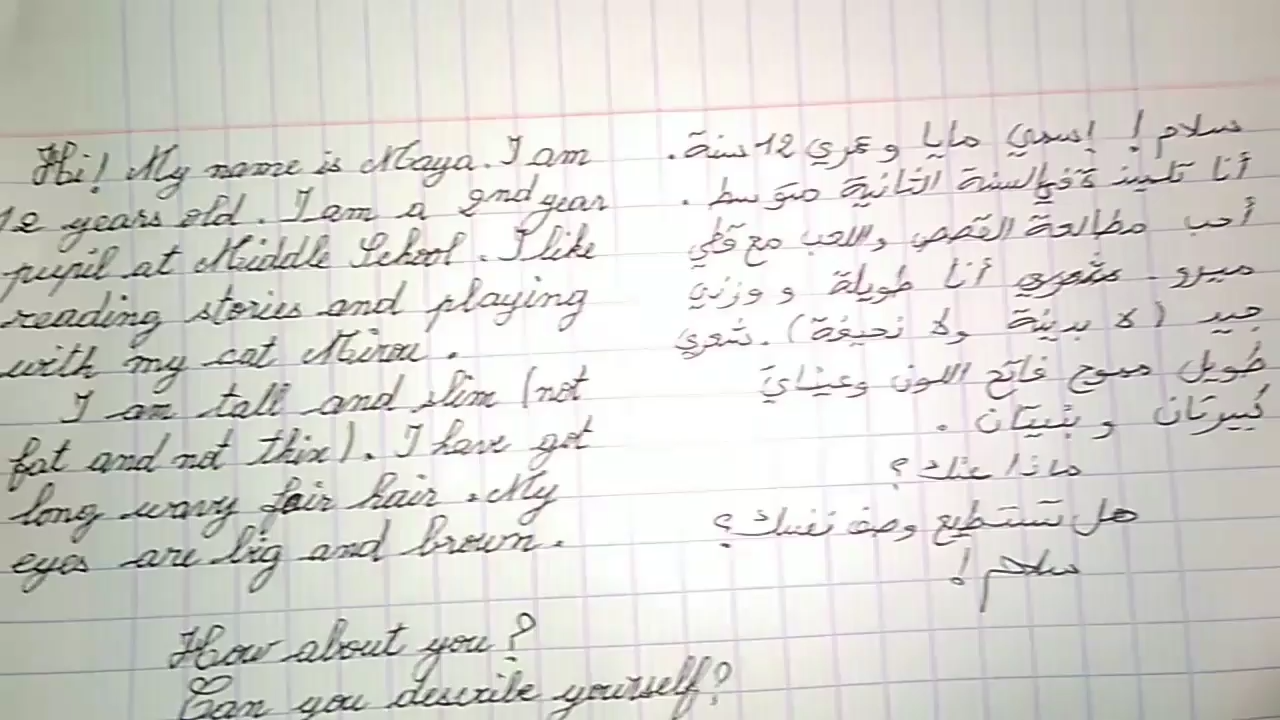 Hi! My name is Maya. I am
12 years old. I am a 2nd year
pupil at Middle School. I like
reading stories and playing
with my cat Mirou.
I am tall and slim (not
fat and not thin). I have got
long wavy fair hair. My
eyes are big and brown.
How about you?
Can you describe yourself?
سلام! إسمي مايا وعمري 12 سنة.
أنا تلميذة في السنة الثانية متوسط.
أحب مطالعة القصص واللعب مع قطي
ميرو. أنا طويلة ووزني
جيد (لا بدينة ولا نحيفة). شعري
طويل مموج فاتح اللون وعيناي
كبيرتان وبنيتان.
ماذا عنك؟
هل تستطيع وصف نفسك؟
سلام!